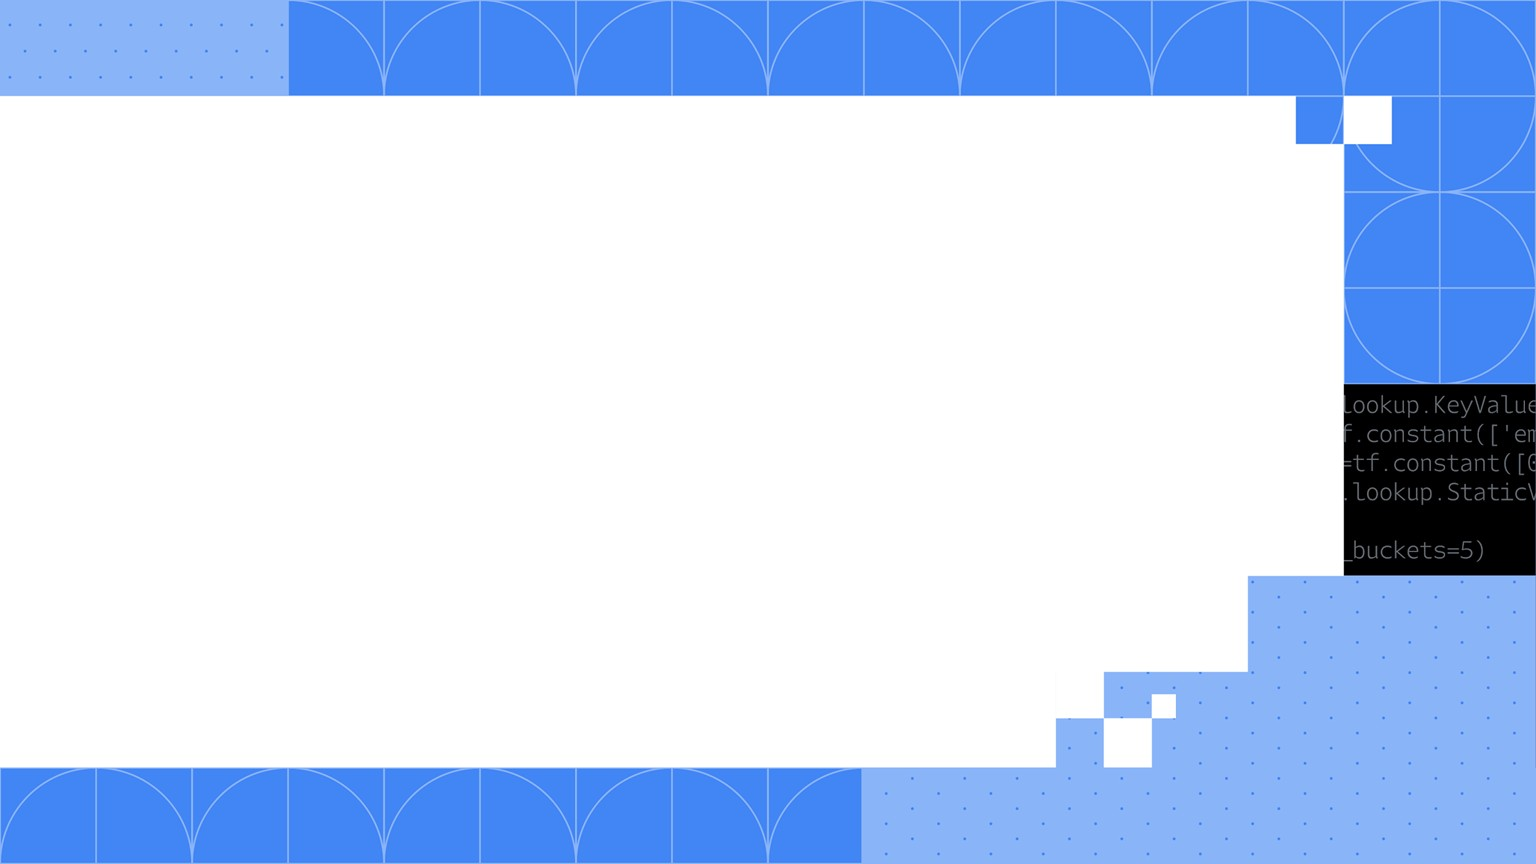 lookup.KeyValue
f.constant(['em
=tf.constant([0
.lookup.StaticV
_buckets=5)